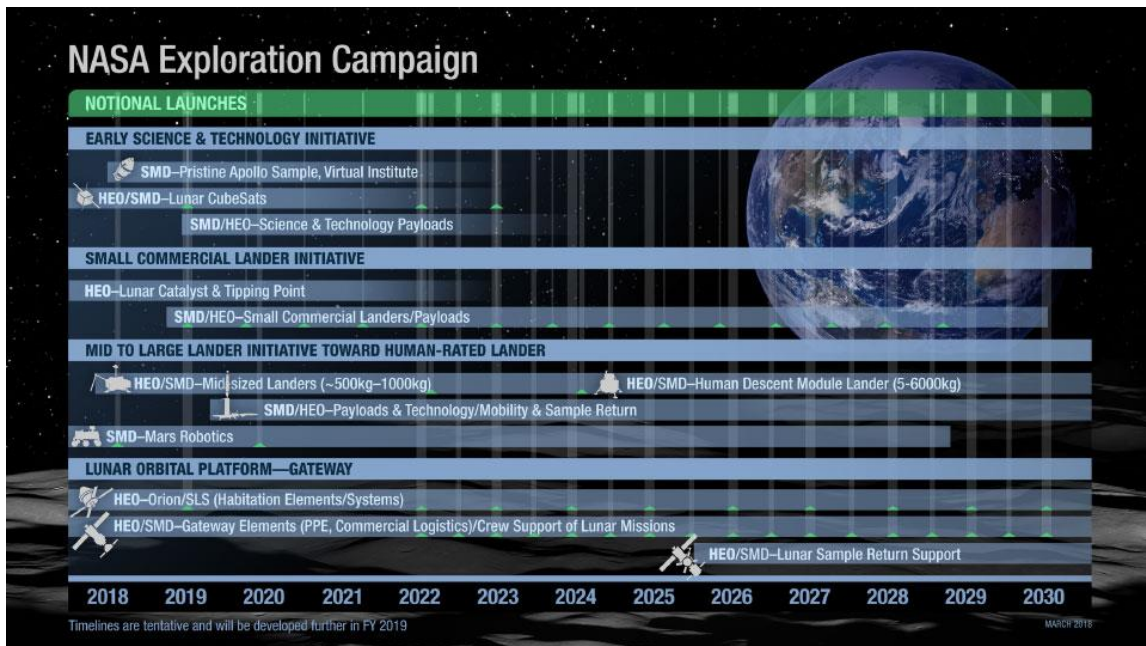 NASA Exploration Campaign
NOTIONAL LAUNCHES
EARLY SCIENCE & TECHNOLOGY INITIATIVE
SMD–Pristine Apollo Sample, Virtual Institute
HEO/SMD–Lunar CubeSats
SMD/HEO–Science & Technology Payloads
SMALL COMMERCIAL LANDER INITIATIVE
HEO–Lunar Catalyst & Tipping Point
SMD/HEO–Small Commercial Landers/Payloads
MID TO LARGE LANDER INITIATIVE TOWARD HUMAN-RATED LANDER
HEO/SMD–Mid sized Landers (~500kg–1000kg) HEO/SMD–Human Descent Module Lander (5-6000kg)
SMD/HEO–Payloads & Technology/Mobility & Sample Return
SMD–Mars Robotics
LUNAR ORBITAL PLATFORM—GATEWAY
HEO–Orion/SLS (Habitation Elements/Systems)
HEO/SMD–Gateway Elements (PPE, Commercial Logistics)/Crew Support of Lunar Missions
HEO/SMD–Lunar Sample Return Support
2018 2019 2020 2021 2022 2023 2024 2025 2026 2027 2028 2029 2030
Timelines are tentative and will be developed further in FY 2019 MARCH 2018